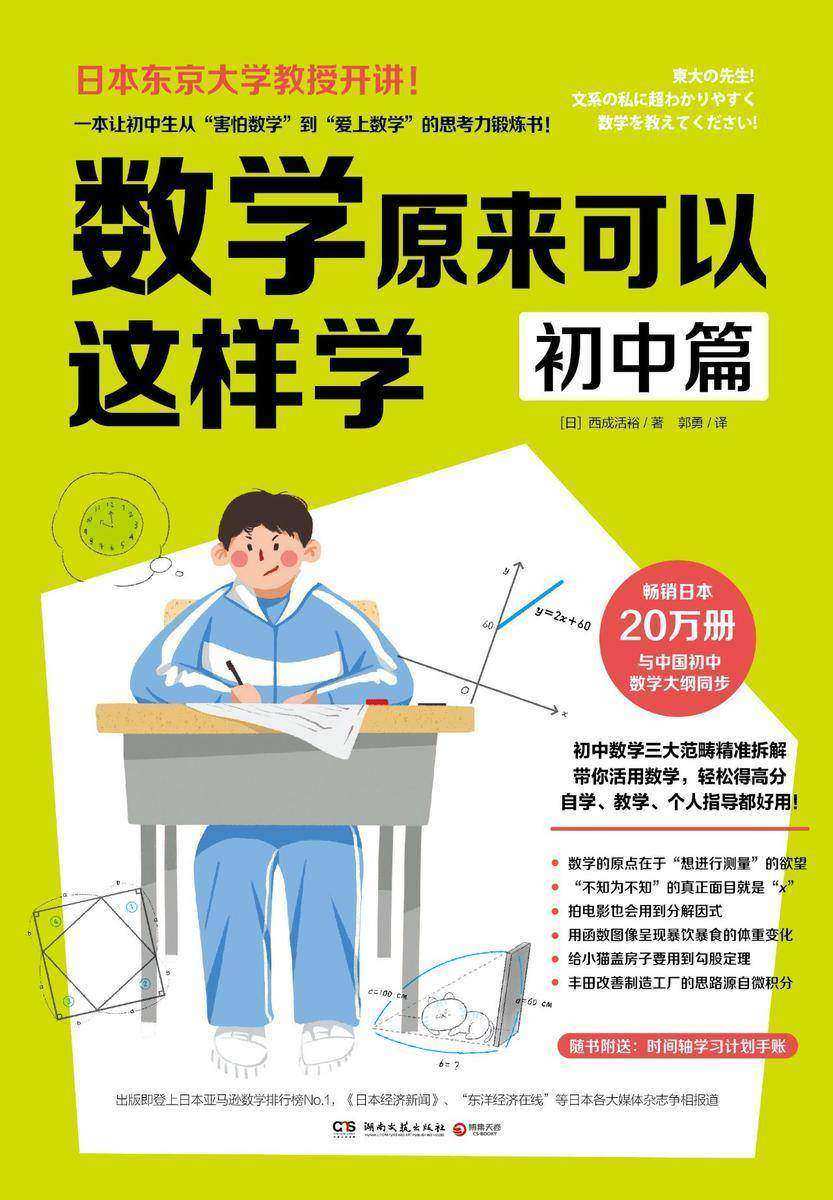 日本东京大学教授开讲！
東大の先生!
文系の私に超わかりやすく
数学を教えてください!
一本让初中生从“害怕数学”到“爱上数学”的思考力锻炼书！
数学原来可以
这样学
初中篇
［日］西成活裕/著 郭勇/译
y
60
y=2x+60
O
x
畅销日本
20万册
与中国初中
数学大纲同步
初中数学三大范畴精准拆解
带你活用数学，轻松得高分
自学、教学、个人指导都好用！
数学的原点在于“想进行测量”的欲望
“不知为不知”的真正面目就是“x”
拍电影也会用到分解因式
用函数图像呈现暴饮暴食的体重变化
给小猫盖房子要用到勾股定理
丰田改善制造工厂的思路源自微积分
a
b
①
②
③
④
c=100 cm
a=60 cm
b=?
随书附送：时间轴学习计划手账
出版即登上日本亚马逊数学排行榜No.1，《日本经济新闻》、“东洋经济在线”等日本各大媒体杂志争相报道
湖南文艺出版社
博集天卷
CS-BOOKY